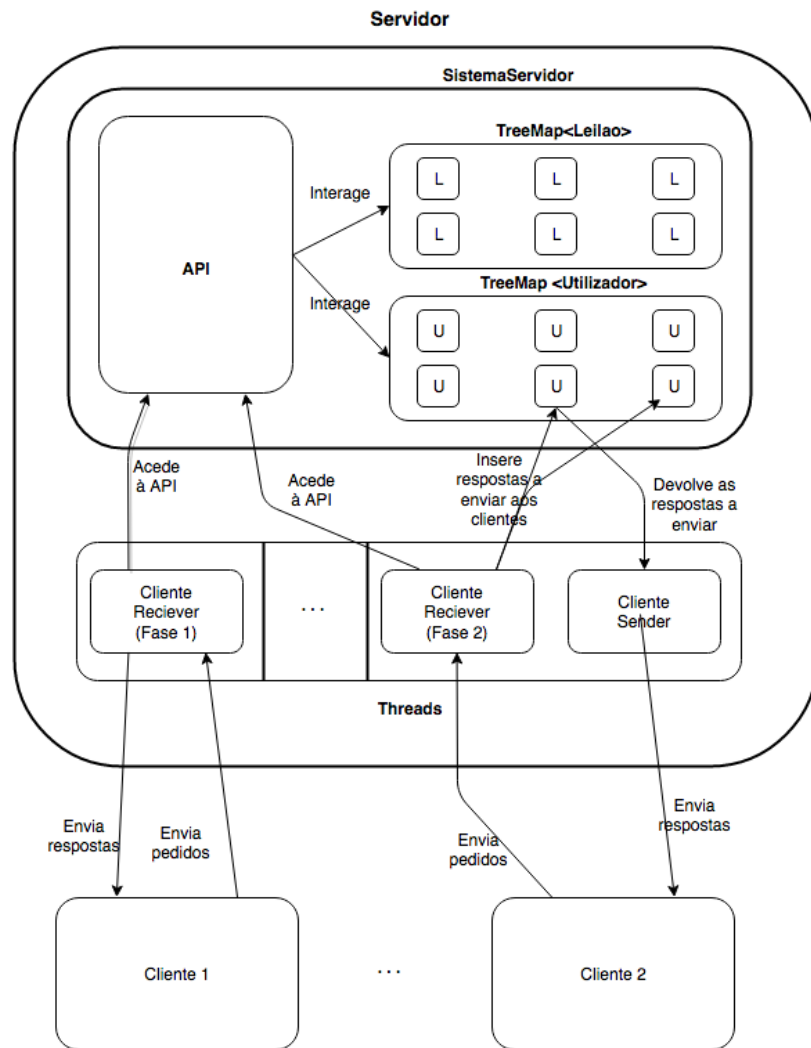 Servidor
SistemaServidor
TreeMap<Leilao>
L
L
L
Interage
L
L
L
API
TreeMap <Utilizador>
Interage
U
U
U
U
U
U
Acede
à API
Acede
à API
Insere
respostas a
enviar aos
clientes
Devolve as
respostas a
enviar
Cliente
Reciever
(Fase 1)
...
Cliente
Reciever
(Fase 2)
Cliente
Sender
Threads
Envia
respostas
Envia
pedidos
Envia
pedidos
Envia
respostas
Cliente 1
...
Cliente 2